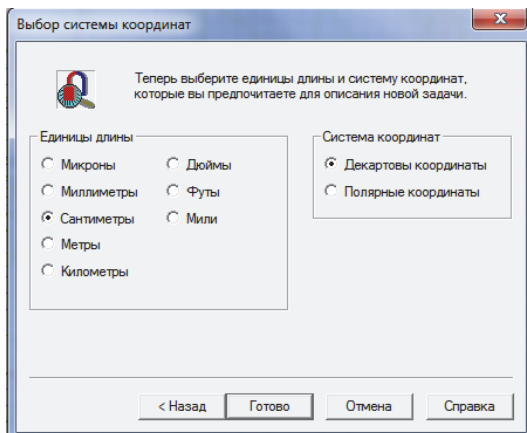 Выбор системы координат
Теперь выберите единицы длины и систему координат,
которые вы предпочитаете для описания новой задачи.
Единицы длины
Микроны
Дюймы
Миллиметры
Футы
Сантиметры
Мили
Метры
Километры
Система координат
Декартовы координаты
Полярные координаты
< Назад
Готово
Отмена
Справка